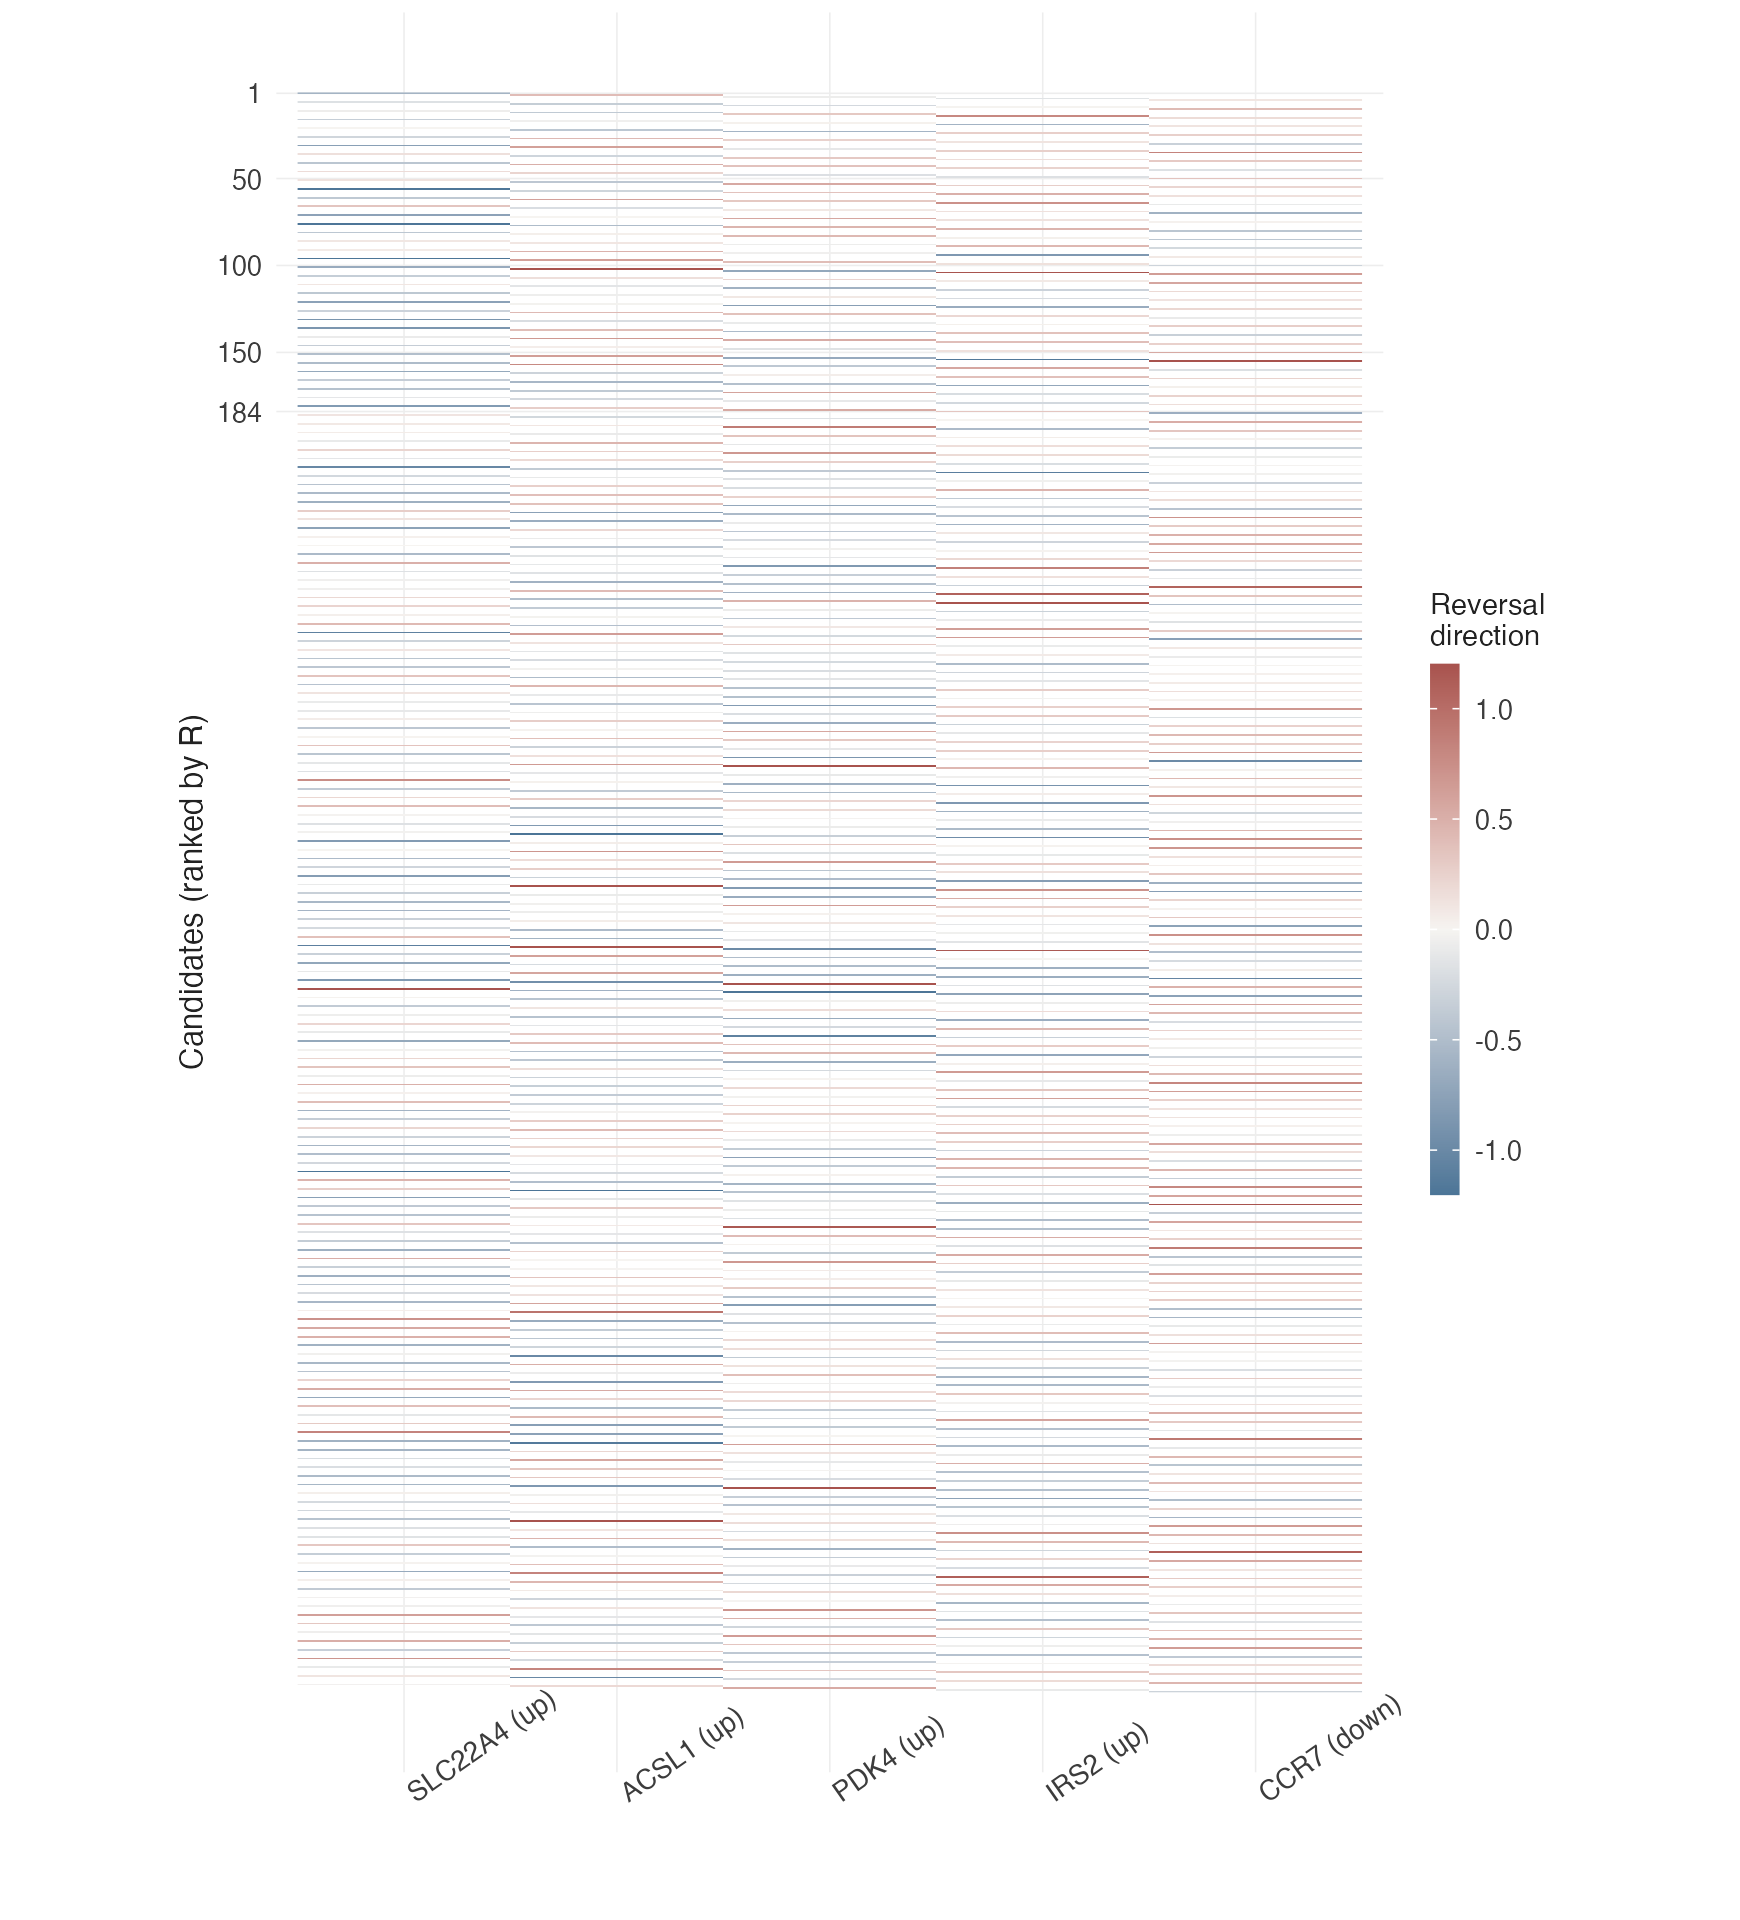 1
50
100
150
184
Candidates (ranked by R)
SLC22A4 (up)
ACSL1 (up)
PDK4 (up)
IRS2 (up)
CCR7 (down)
Reversal
direction
1.0
0.5
0.0
-0.5
-1.0